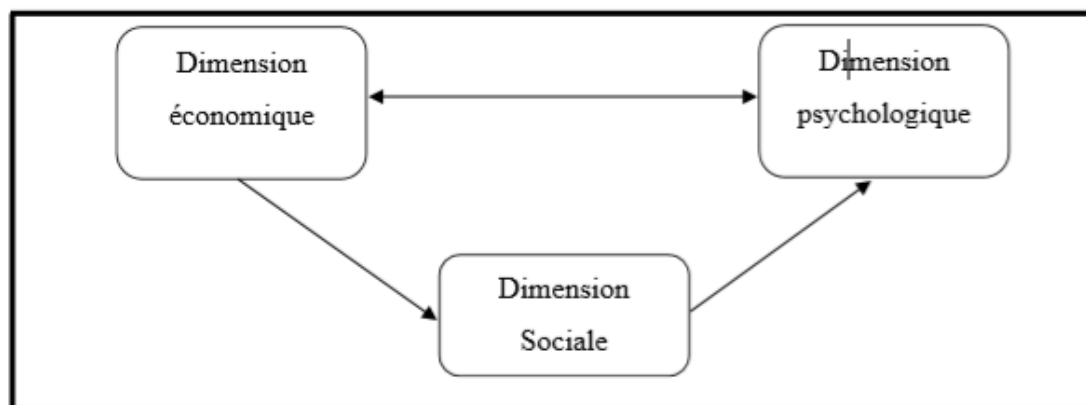 Dimension
économique
Dimension
psychologique
Dimension
Sociale